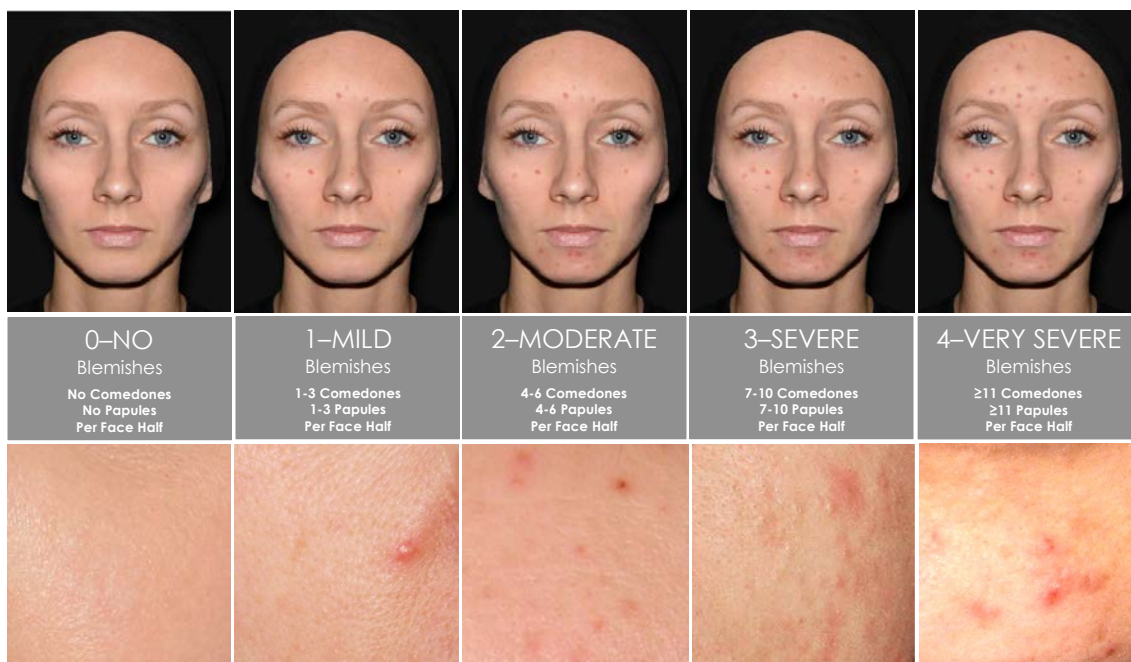 0–NO
Blemishes
No Comedones
No Papules
Per Face Half
1–MILD
Blemishes
1-3 Comedones
1-3 Papules
Per Face Half
2–MODERATE
Blemishes
4-6 Comedones
4-6 Papules
Per Face Half
3–SEVERE
Blemishes
7-10 Comedones
7-10 Papules
Per Face Half
4–VERY SEVERE
Blemishes
≥11 Comedones
≥11 Papules
Per Face Half